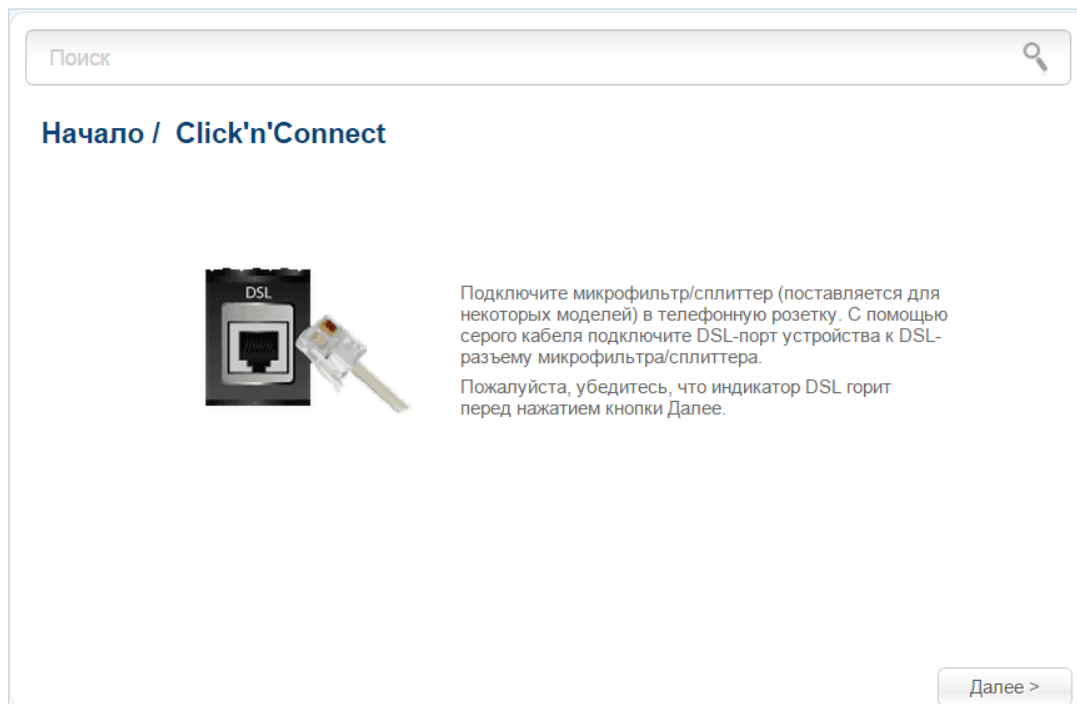 Поиск
Начало / Click'n'Connect
DSL
Подключите микрофильтр/сплиттер (поставляется для
некоторых моделей) в телефонную розетку. С помощью
серого кабеля подключите DSL-порт устройства к DSL-
разъему микрофильтра/сплиттера.
Пожалуйста, убедитесь, что индикатор DSL горит
перед нажатием кнопки Далее.
Далее >